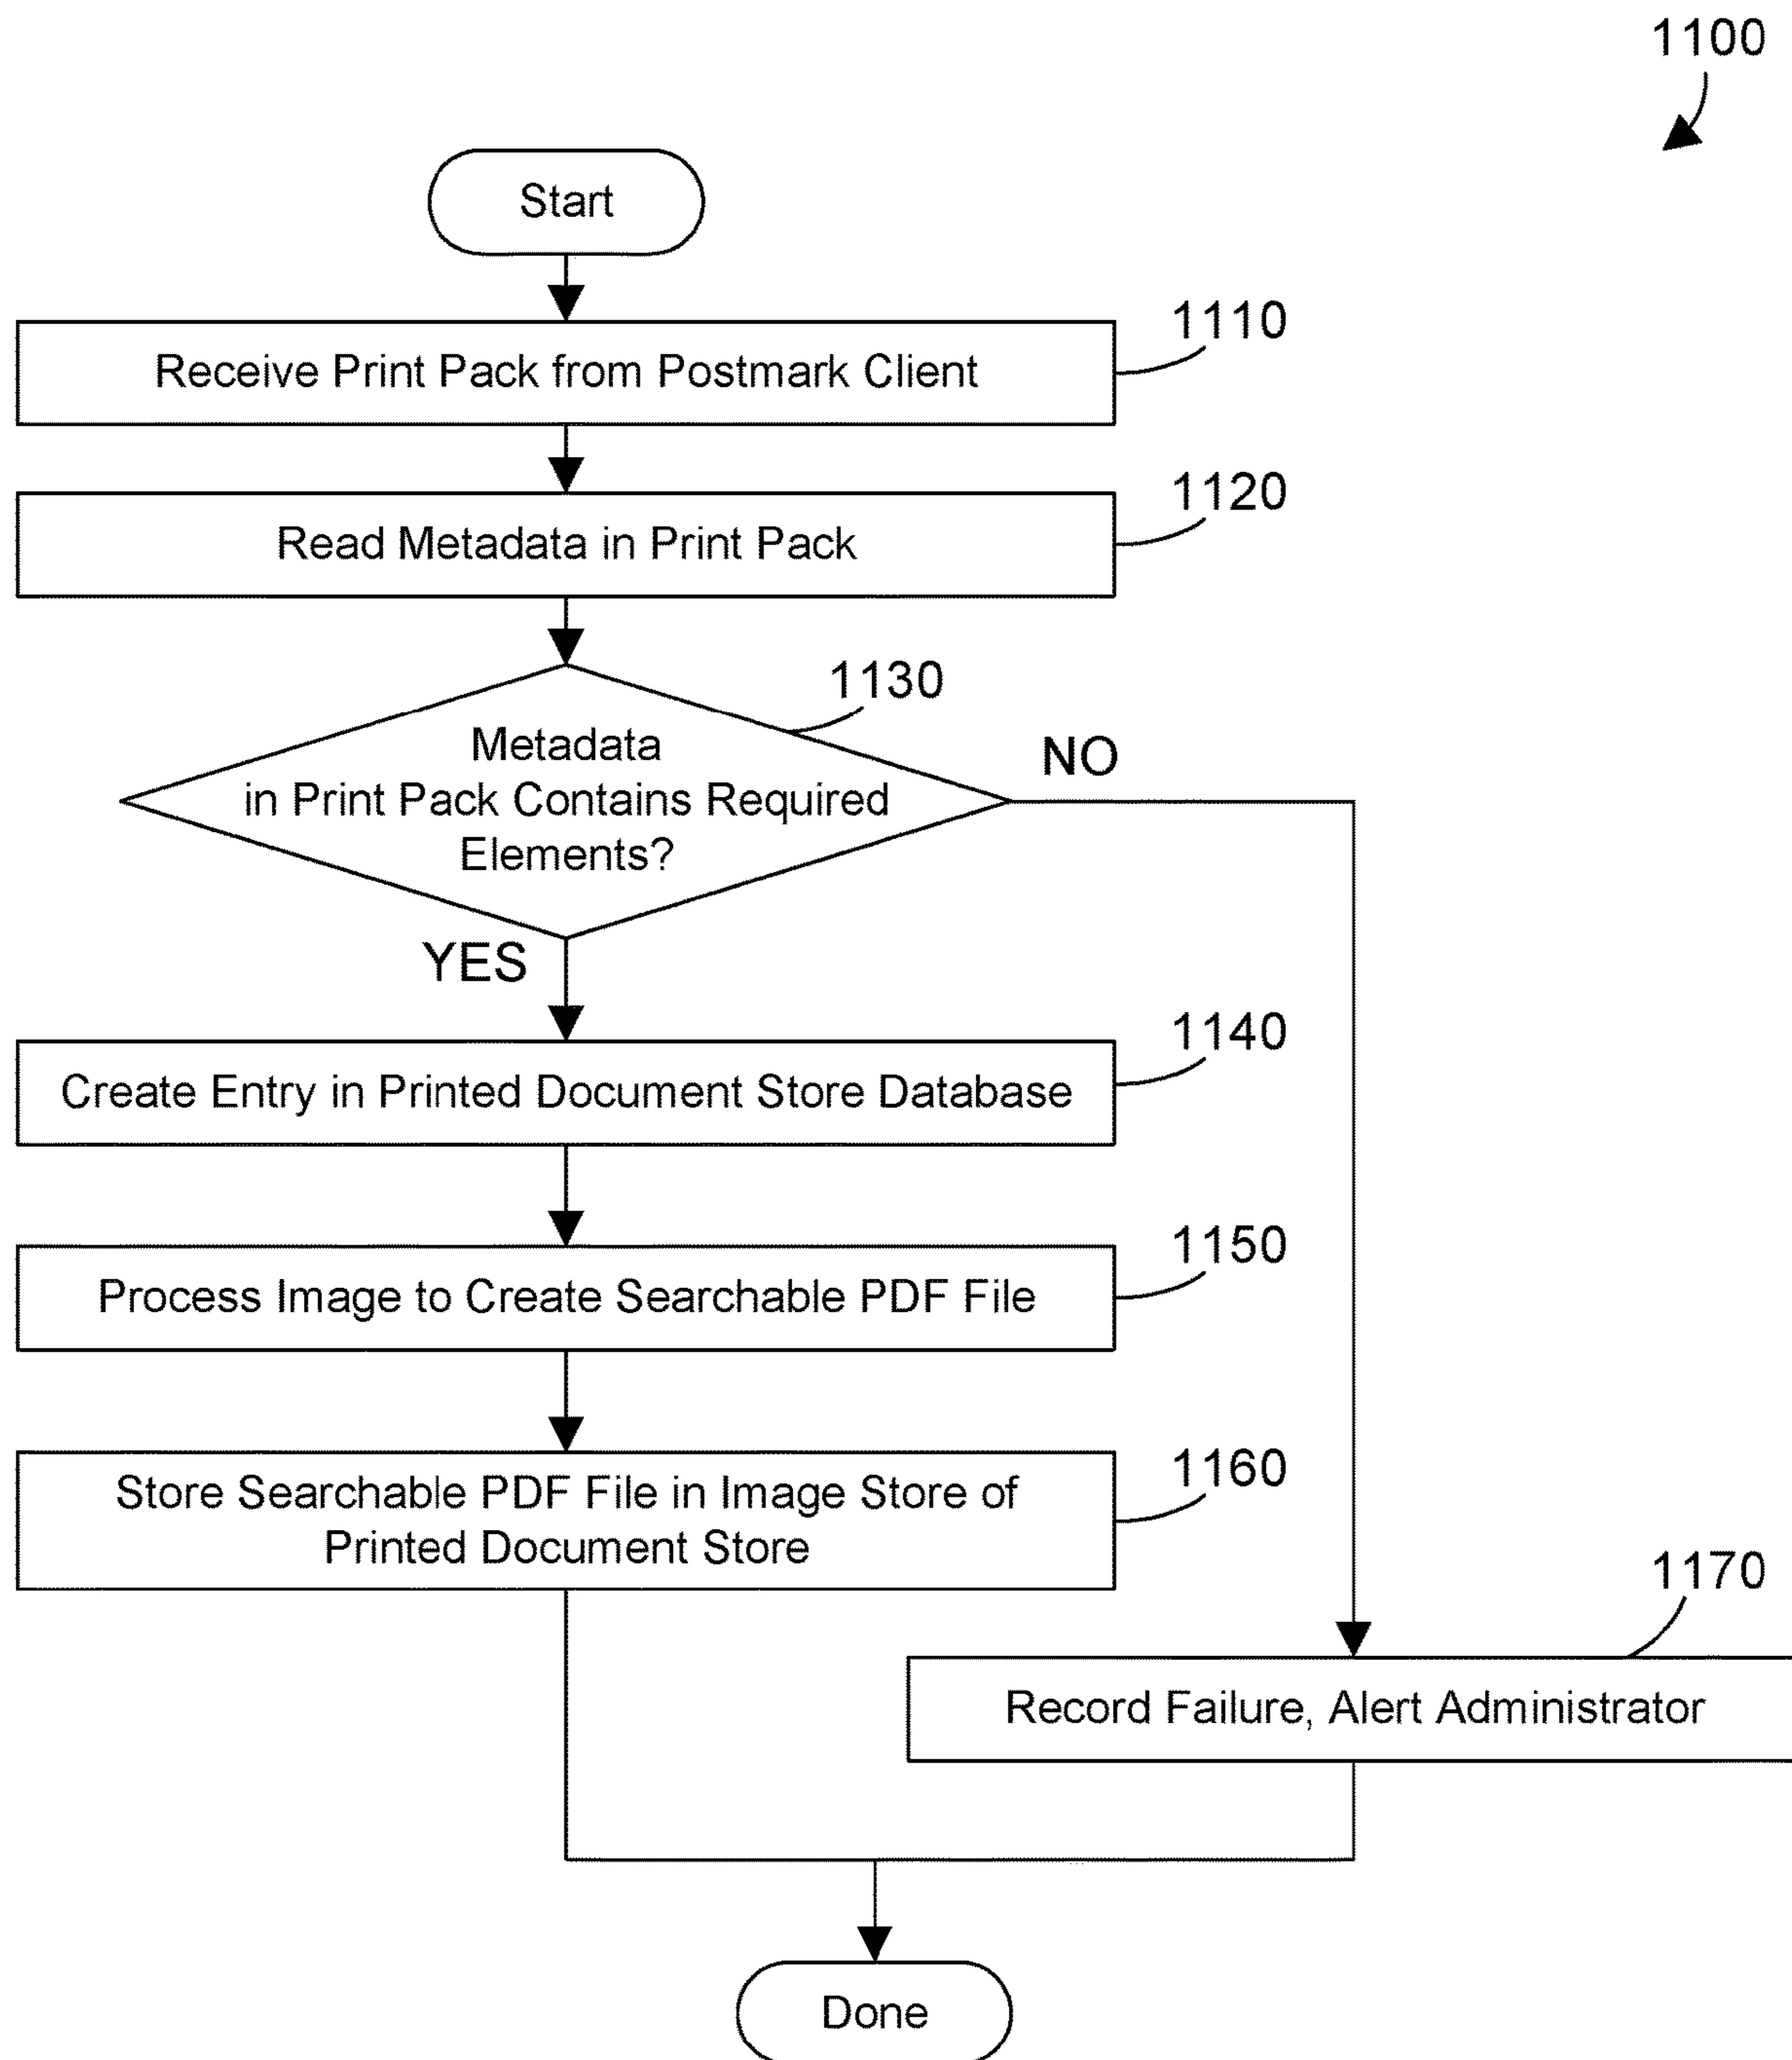 1100
Start
1110
Receive Print Pack from Postmark Client
1120
Read Metadata in Print Pack
1130
Metadata
in Print Pack Contains Required
Elements?
NO
YES
1140
Create Entry in Printed Document Store Database
1150
Process Image to Create Searchable PDF File
1160
Store Searchable PDF File in Image Store of
Printed Document Store
1170
Record Failure, Alert Administrator
Done